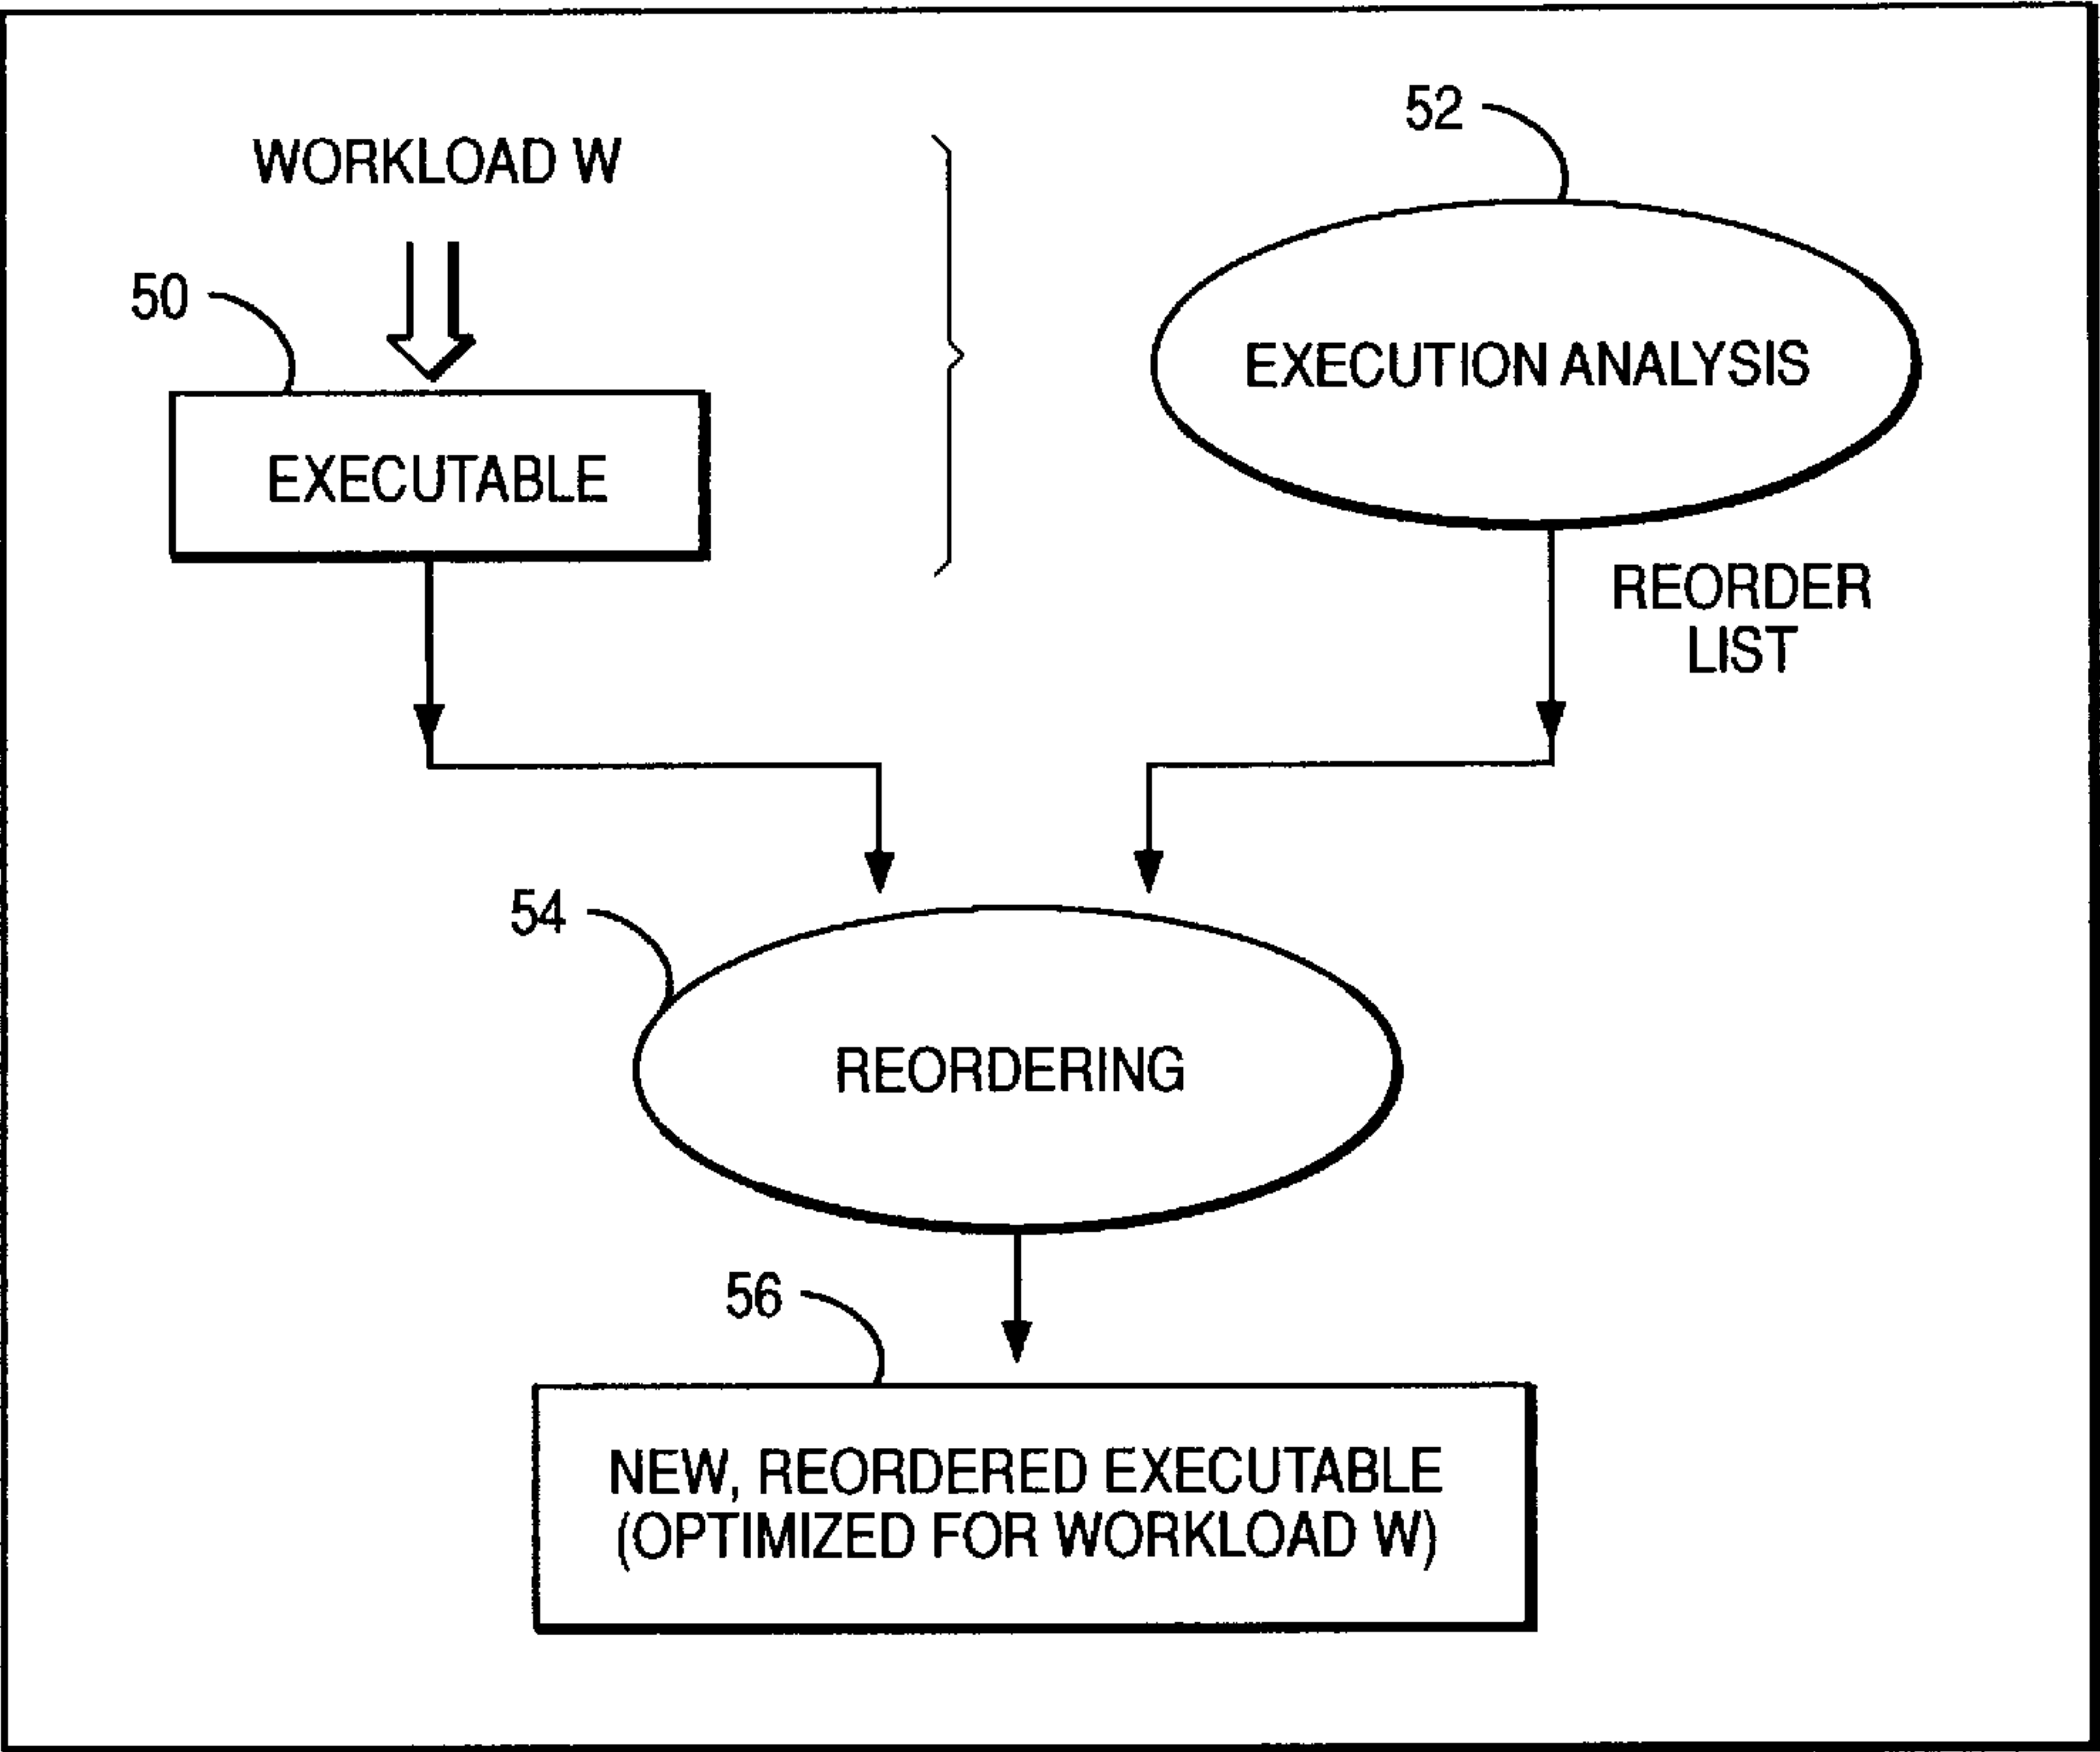 52
WORKLOAD W
50
EXECUTION ANALYSIS
EXECUTABLE
REORDER
LIST
54
REORDERING
56
NEW, REORDERED EXECUTABLE
(OPTIMIZED FOR WORKLOAD W)